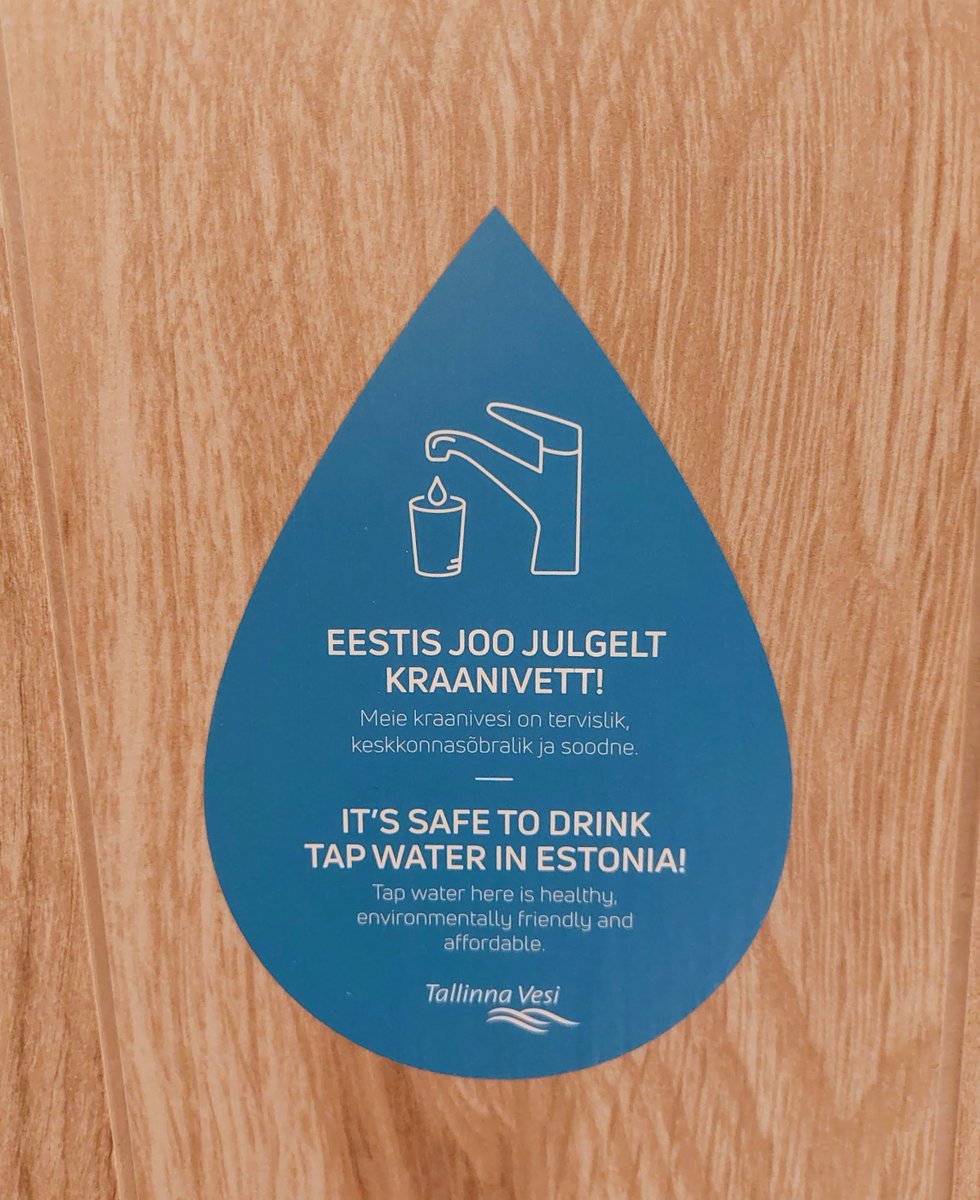 EESTIS JOO JULGELT
KRAANIVETT!
Meie kraanivesi on tervislik,
keskkonnasõbralik ja soodne.
IT'S SAFE TO DRINK
TAP WATER IN ESTONIA!
Tap water here is healthy,
environmentally friendly and
affordable.
Tallinna Vesi